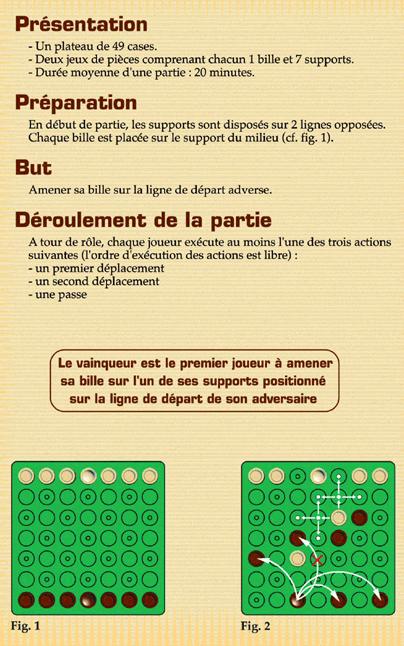 Présentation
- Un plateau de 49 cases.
- Deux jeux de pièces comprenant chacun 1 bille et 7 supports.
- Durée moyenne d'une partie : 20 minutes.
Préparation
En début de partie, les supports sont disposés sur 2 lignes opposées.
Chaque bille est placée sur le support du milieu (cf. fig. 1).
But
Amener sa bille sur la ligne de départ adverse.
Déroulement de la partie
A tour de rôle, chaque joueur exécute au moins l'une des trois actions
suivantes (l'ordre d'exécution des actions est libre) :
- un premier déplacement
- un second déplacement
- une passe
Le vainqueur est le premier joueur à amener
sa bille sur l'un de ses supports positionné
sur la ligne de départ de son adversaire
Fig. 1
Fig. 2